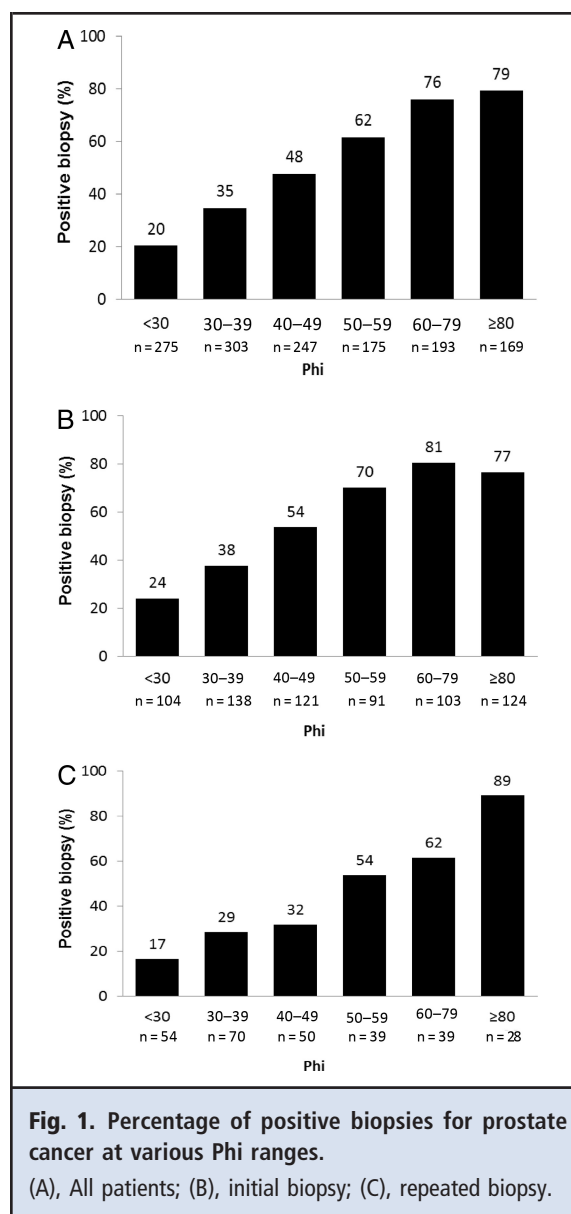 A
Positive biopsy (%)
100
80
60
40
20
0
20
35
48
62
76
79
<30 30–39 40–49 50–59 60–79 ≥80
n = 275 n = 303 n = 247 n = 175 n = 193 n = 169
Phi
B
Positive biopsy (%)
100
80
60
40
20
0
24
38
54
70
81
77
<30 30–39 40–49 50–59 60–79 ≥80
n = 104 n = 138 n = 121 n = 91 n = 103 n = 124
Phi
C
Positive biopsy (%)
100
80
60
40
20
0
17
29
32
54
62
89
<30 30–39 40–49 50–59 60–79 ≥80
n = 54 n = 70 n = 50 n = 39 n = 39 n = 28
Phi
Fig. 1. Percentage of positive biopsies for prostate
cancer at various Phi ranges.
(A), All patients; (B), initial biopsy; (C), repeated biopsy.